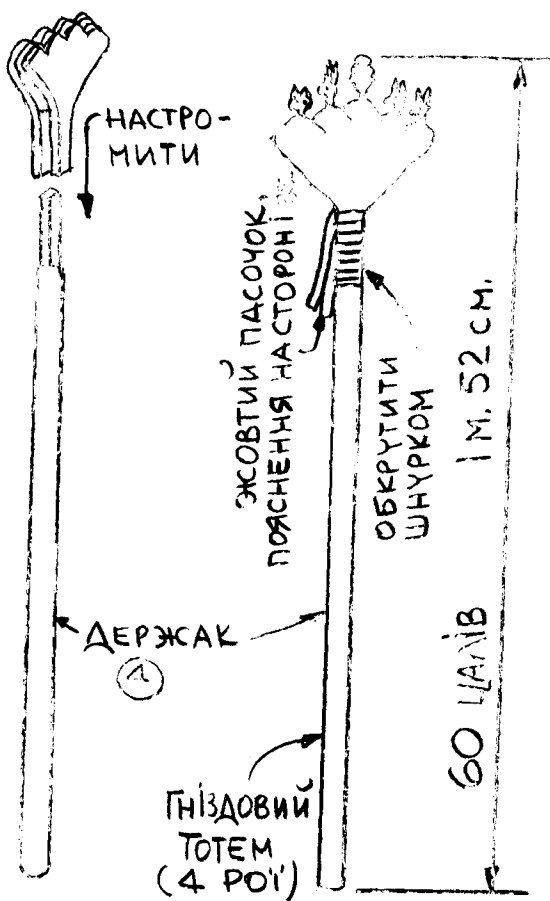 НАСТРО-
МИТИ
ЖОВТИЙ ПАСОЧОК,
ПОЯСНЕННЯ НА СТОРОНІ
ОБКРУТИТИ
ШНУРКОМ
60 ЦАЛІВ 1 М. 52 СМ.
ДЕРЖАК
ГНІЗДОВИЙ
ТОТЕМ
(4 РОЇ)